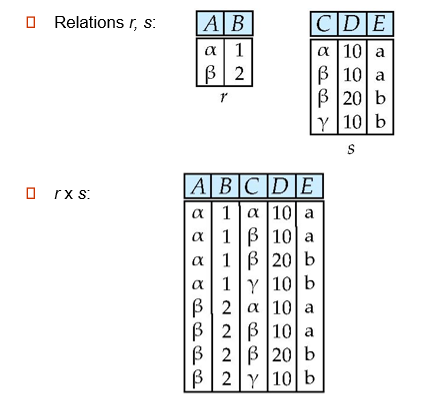 Relations r, s:
A B
α 1
β 2
r
C D E
α 10 a
β 10 a
β 20 b
γ 10 b
s
r x s:
A B C D E
α 1 α 10 a
α 1 β 10 a
α 1 β 20 b
α 1 γ 10 b
β 2 α 10 a
β 2 β 10 a
β 2 β 20 b
β 2 γ 10 b